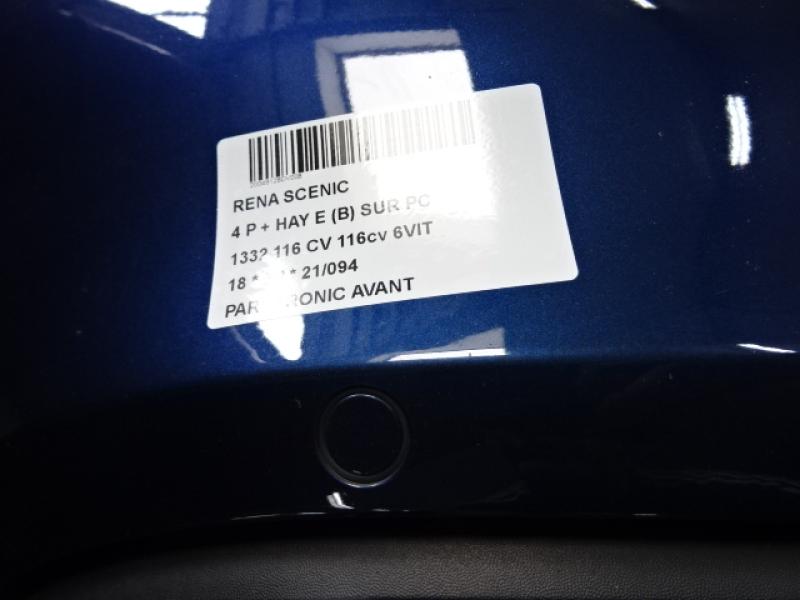 RENA SCENIC
4 P + HAY E (B) SUR PC
1332 116 CV 116cv 6VIT
18 * * 21/094
AVANT